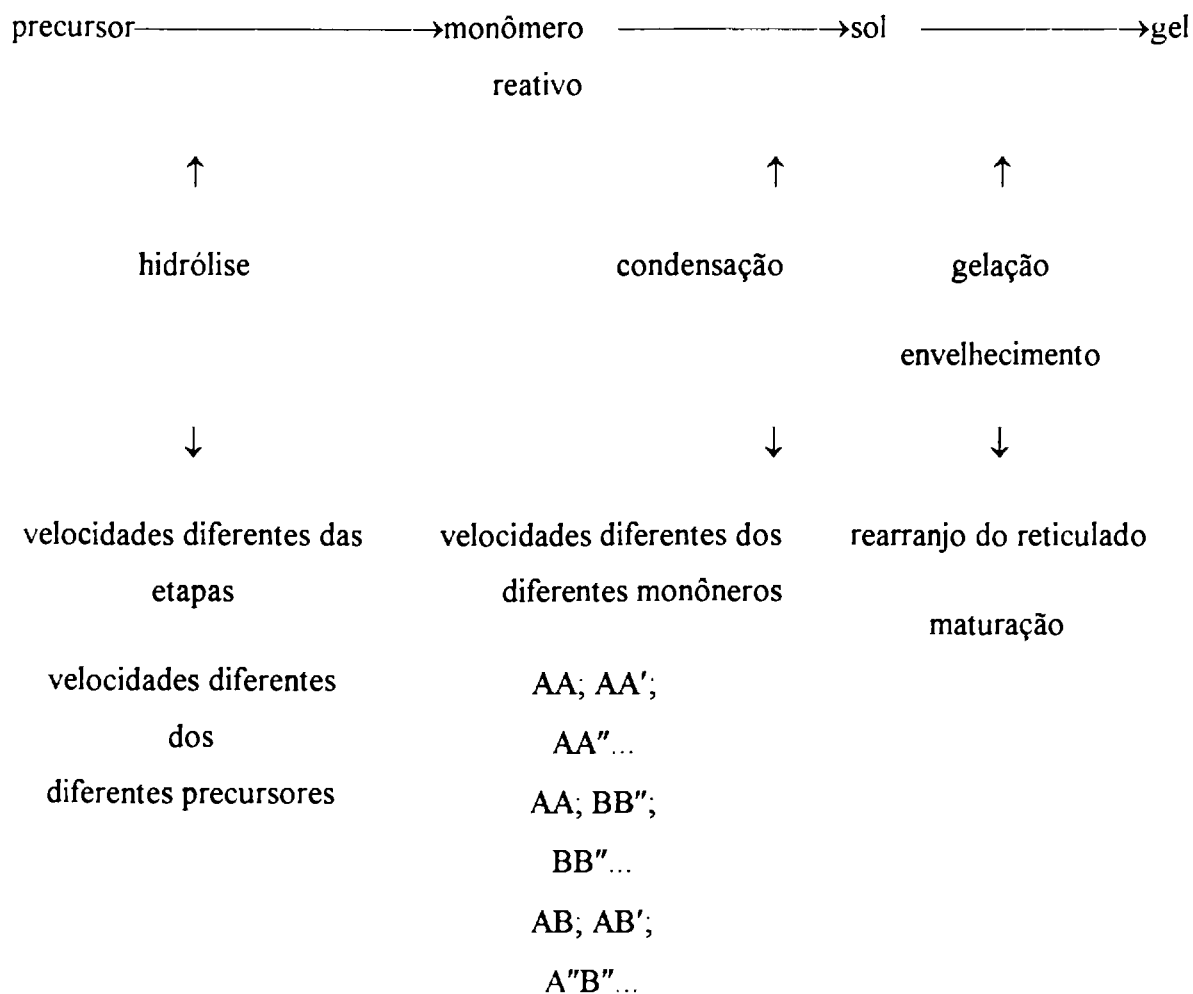 precursor→monômero →sol →gel
reativo
↑ ↑ ↑
hidrólise condensação gelação
envelhecimento
↓ ↓ ↓
velocidades diferentes das velocidades diferentes dos rearranjo do reticulado
etapas diferentes monôneros
maturação
velocidades diferentes AA; AA′;
dos AA″...
diferentes precursores AA; BB″;
BB″...
AB; AB′;
A″B″...